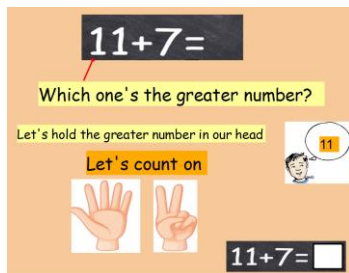 11+7=
Which one's the greater number?
Let's hold the greater number in our head
11
Let's count on
11+7=